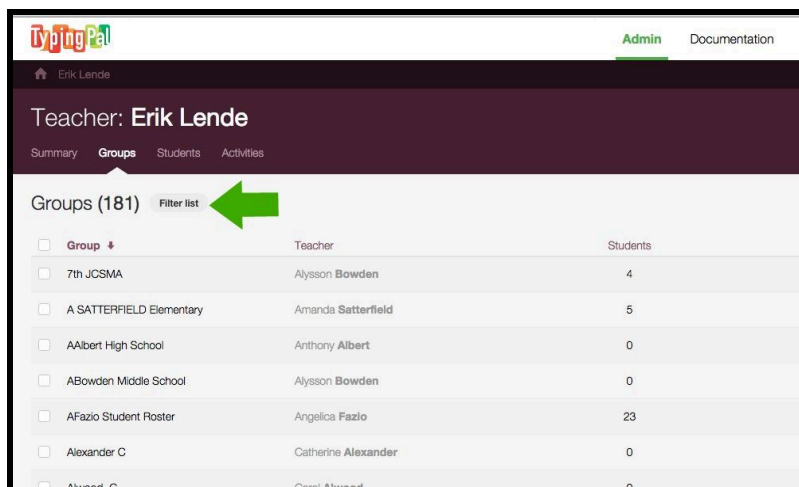 TypingPal
Admin Documentation
Erik Lende
Teacher: Erik Lende
Summary Groups Students Activities
Groups (181) Filter list
Group Teacher Students
7th JCSMA Alysson Bowden 4
A SATTERFIELD Elementary Amanda Satterfield 5
AAlbert High School Anthony Albert 0
ABowden Middle School Alysson Bowden 0
AFazio Student Roster Angelica Fazio 23
Alexander C Catherine Alexander 0